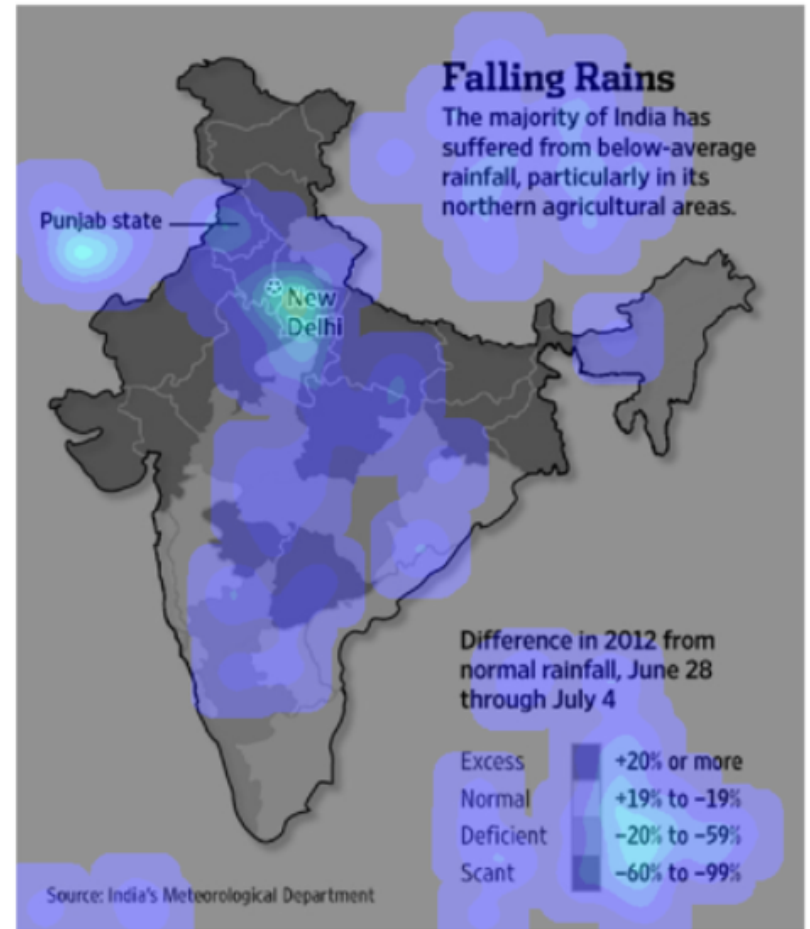 Falling Rains
The majority of India has
suffered from below-average
rainfall, particularly in its
northern agricultural areas.
Punjab state
New
Delhi
Difference in 2012 from
normal rainfall, June 28
through July 4
Excess +20% or more
Normal +19% to –19%
Deficient –20% to –59%
Scant –60% to –99%
Source: India's Meteorological Department